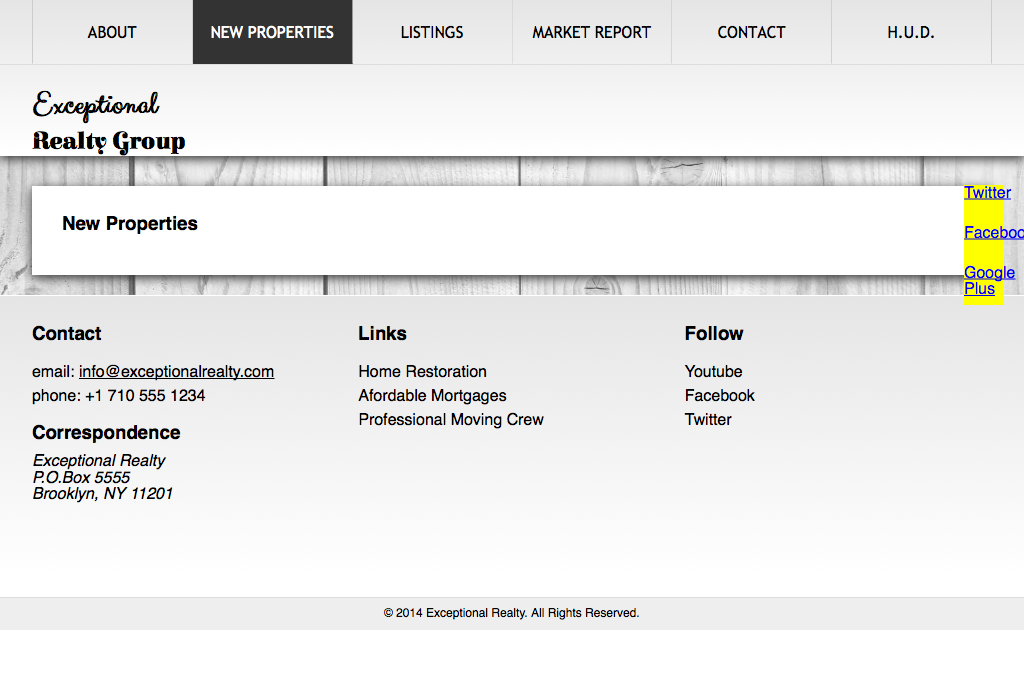 ABOUT NEW PROPERTIES LISTINGS MARKET REPORT CONTACT H.U.D.
Exceptional
Realty Group
New Properties
Twitter
Faceboo
Google
Plus
Contact
email: info@exceptionalrealty.com
phone: +1 710 555 1234
Correspondence
Exceptional Realty
P.O.Box 5555
Brooklyn, NY 11201
Links
Home Restoration
Afordable Mortgages
Professional Moving Crew
Follow
Youtube
Facebook
Twitter
© 2014 Exceptional Realty. All Rights Reserved.